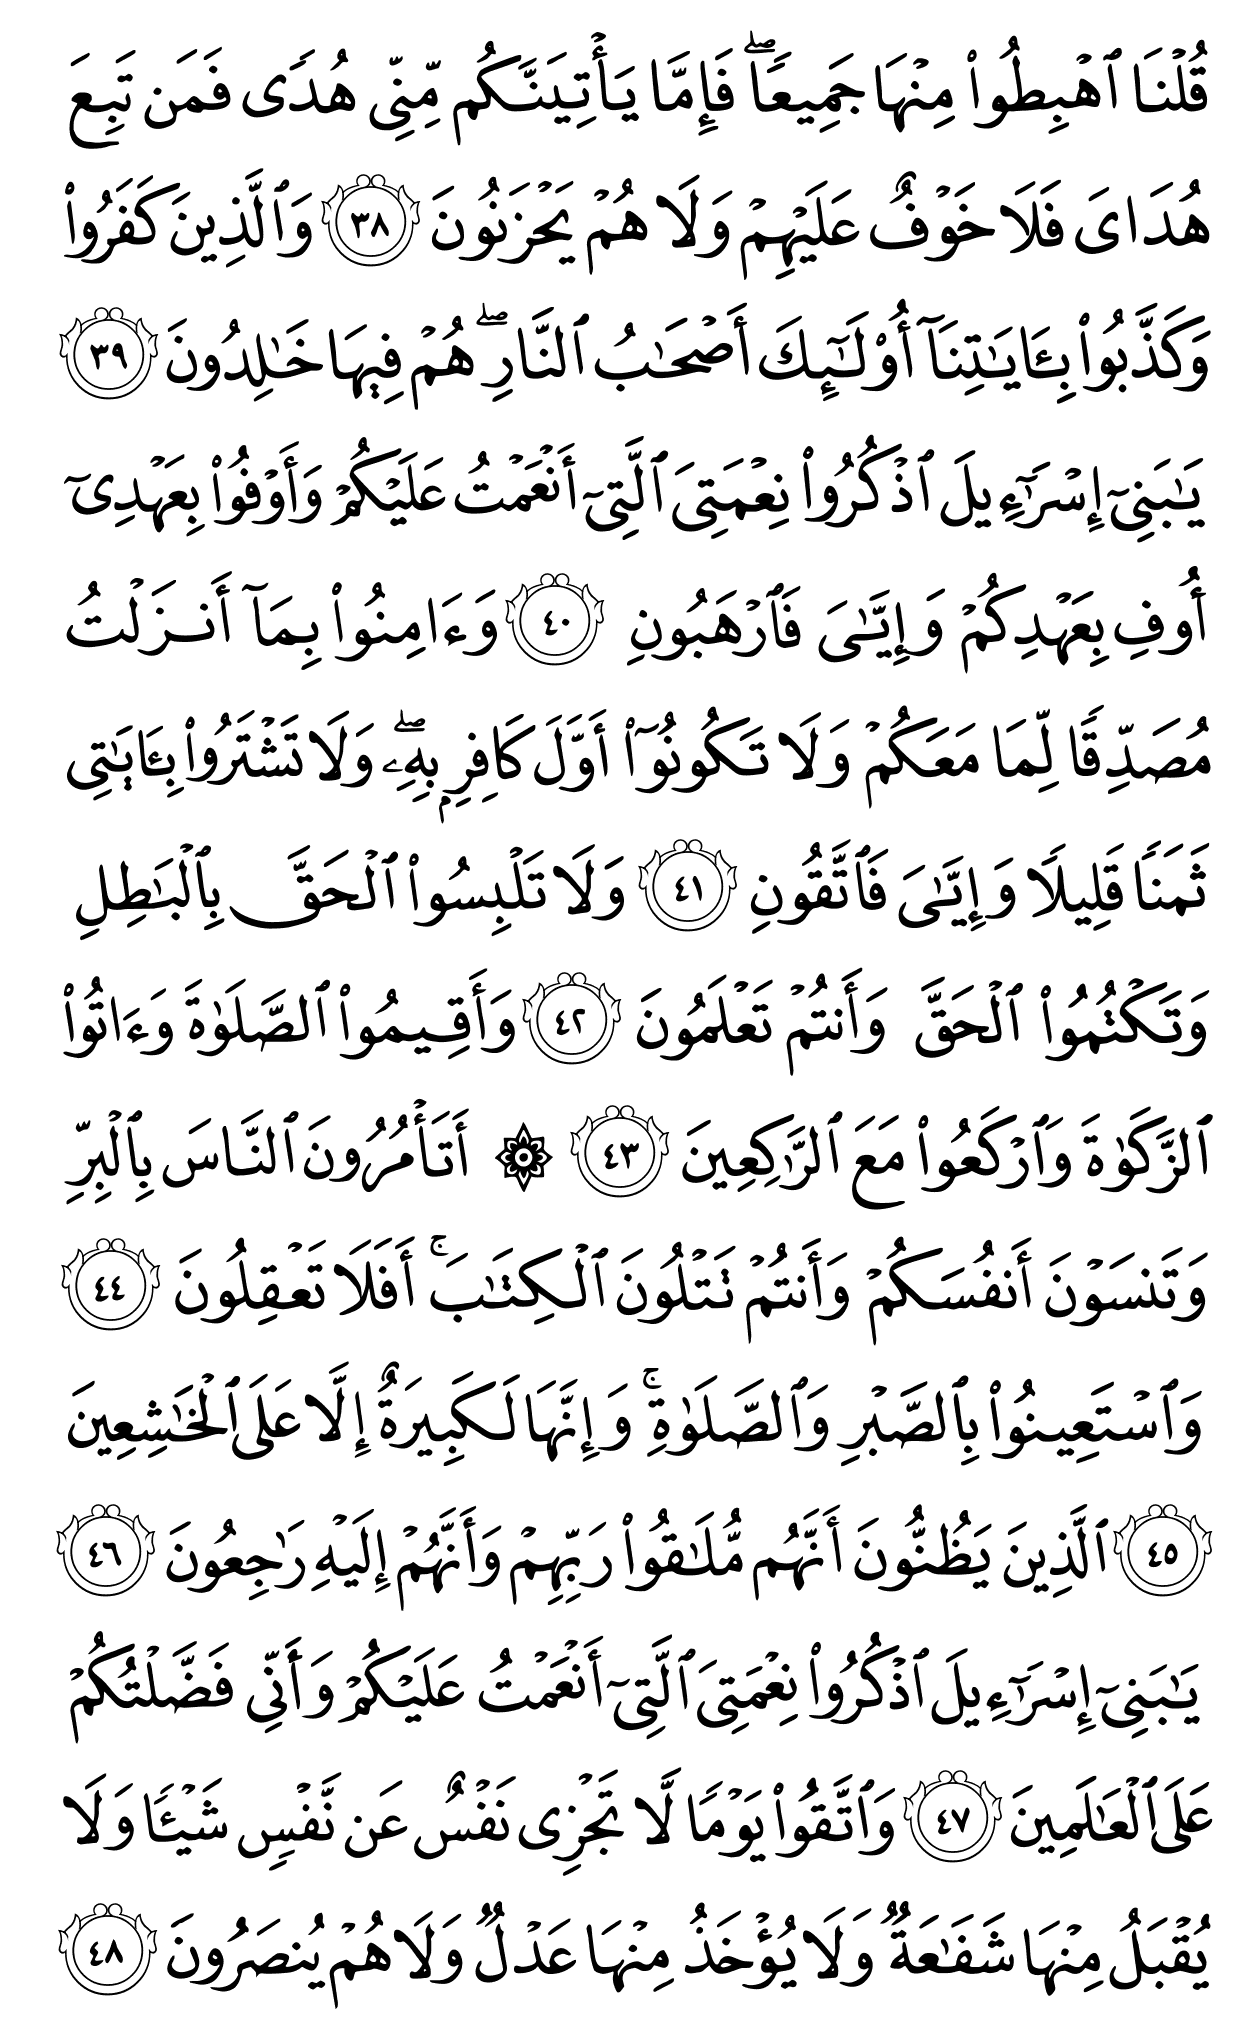 قُلۡنَا ٱهۡبِطُواْ مِنۡهَا جَمِيعٗاۖ فَإِمَّا يَأۡتِيَنَّكُم مِّنِّي هُدٗى فَمَن تَبِعَ
هُدَايَ فَلَا خَوۡفٌ عَلَيۡهِمۡ وَلَا هُمۡ يَحۡزَنُونَ ٣٨ وَٱلَّذِينَ كَفَرُواْ
وَكَذَّبُواْ بِـَٔايَٰتِنَآ أُوْلَٰٓئِكَ أَصۡحَٰبُ ٱلنَّارِۖ هُمۡ فِيهَا خَٰلِدُونَ ٣٩
يَٰبَنِيٓ إِسۡرَٰٓءِيلَ ٱذۡكُرُواْ نِعۡمَتِيَ ٱلَّتِيٓ أَنۡعَمۡتُ عَلَيۡكُمۡ وَأَوۡفُواْ بِعَهۡدِيٓ
أُوفِ بِعَهۡدِكُمۡ وَإِيَّٰيَ فَٱرۡهَبُونِ ٤٠ وَءَامِنُواْ بِمَآ أَنزَلۡتُ
مُصَدِّقٗا لِّمَا مَعَكُمۡ وَلَا تَكُونُوٓاْ أَوَّلَ كَافِرِۭ بِهِۦۖ وَلَا تَشۡتَرُواْ بِـَٔايَٰتِي
ثَمَنٗا قَلِيلٗا وَإِيَّٰيَ فَٱتَّقُونِ ٤١ وَلَا تَلۡبِسُواْ ٱلۡحَقَّ بِٱلۡبَٰطِلِ
وَتَكۡتُمُواْ ٱلۡحَقَّ وَأَنتُمۡ تَعۡلَمُونَ ٤٢ وَأَقِيمُواْ ٱلصَّلَوٰةَ وَءَاتُواْ
ٱلزَّكَوٰةَ وَٱرۡكَعُواْ مَعَ ٱلرَّٰكِعِينَ ٤٣ ۞ أَتَأۡمُرُونَ ٱلنَّاسَ بِٱلۡبِرِّ
وَتَنسَوۡنَ أَنفُسَكُمۡ وَأَنتُمۡ تَتۡلُونَ ٱلۡكِتَٰبَۚ أَفَلَا تَعۡقِلُونَ ٤٤
وَٱسۡتَعِينُواْ بِٱلصَّبۡرِ وَٱلصَّلَوٰةِۚ وَإِنَّهَا لَكَبِيرَةٌ إِلَّا عَلَى ٱلۡخَٰشِعِينَ
٤٥ ٱلَّذِينَ يَظُنُّونَ أَنَّهُم مُّلَٰقُواْ رَبِّهِمۡ وَأَنَّهُمۡ إِلَيۡهِ رَٰجِعُونَ ٤٦
يَٰبَنِيٓ إِسۡرَٰٓءِيلَ ٱذۡكُرُواْ نِعۡمَتِيَ ٱلَّتِيٓ أَنۡعَمۡتُ عَلَيۡكُمۡ وَأَنِّي فَضَّلۡتُكُمۡ
عَلَى ٱلۡعَٰلَمِينَ ٤٧ وَٱتَّقُواْ يَوۡمٗا لَّا تَجۡزِي نَفۡسٌ عَن نَّفۡسٖ شَيۡـٔٗا وَلَا
يُقۡبَلُ مِنۡهَا شَفَٰعَةٞ وَلَا يُؤۡخَذُ مِنۡهَا عَدۡلٞ وَلَا هُمۡ يُنصَرُونَ ٤٨